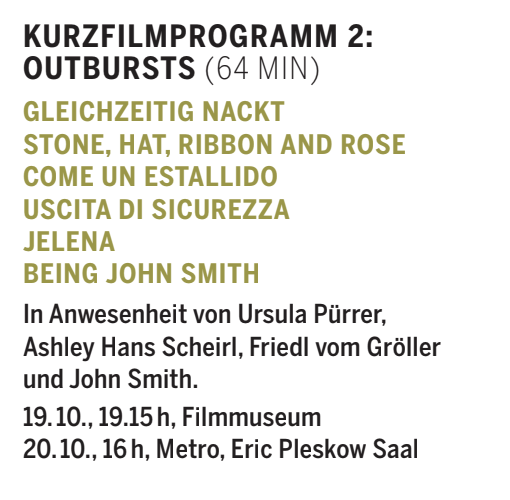 KURZFILMPROGRAMM 2:
OUTBURSTS (64 MIN)
GLEICHZEITIG NACKT
STONE, HAT, RIBBON AND ROSE
COME UN ESTALLIDO
USCITA DI SICUREZZA
JELENA
BEING JOHN SMITH
In Anwesenheit von Ursula Pürrer,
Ashley Hans Scheirl, Friedl vom Gröller
und John Smith.
19.10., 19.15 h, Filmmuseum
20.10., 16 h, Metro, Eric Pleskow Saal